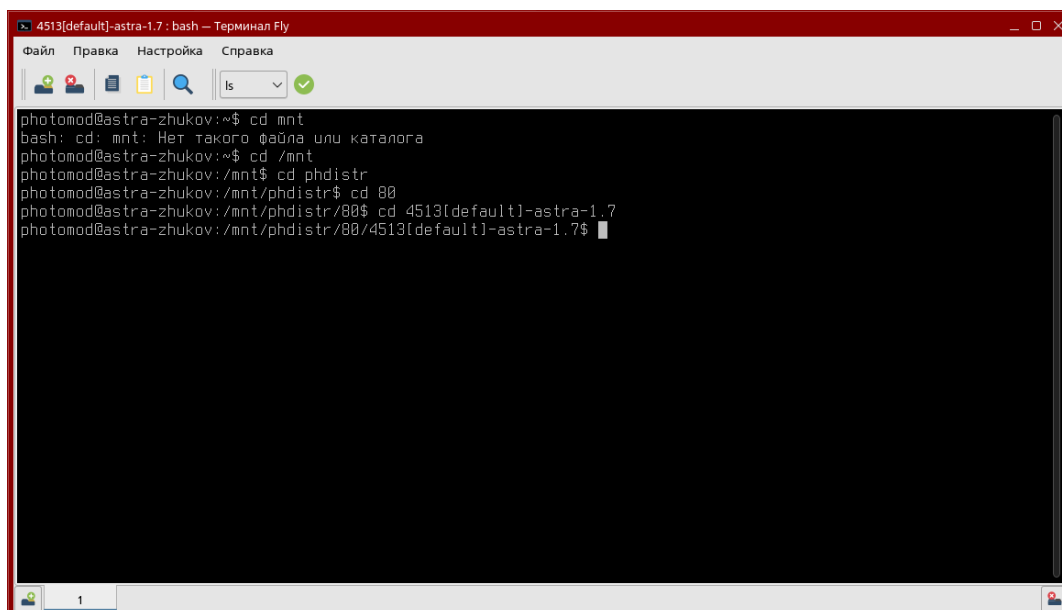 4513[default]-astra-1.7 : bash — Терминал Fly
Файл Правка Настройка Справка
ls
photomod@astra-zhukov:~$ cd mnt
bash: cd: mnt: Нет такого файла или каталога
photomod@astra-zhukov:~$ cd /mnt
photomod@astra-zhukov:/mnt$ cd phdistr
photomod@astra-zhukov:/mnt/phdistr$ cd 80
photomod@astra-zhukov:/mnt/phdistr/80$ cd 4513[default]-astra-1.7
photomod@astra-zhukov:/mnt/phdistr/80/4513[default]-astra-1.7$
1